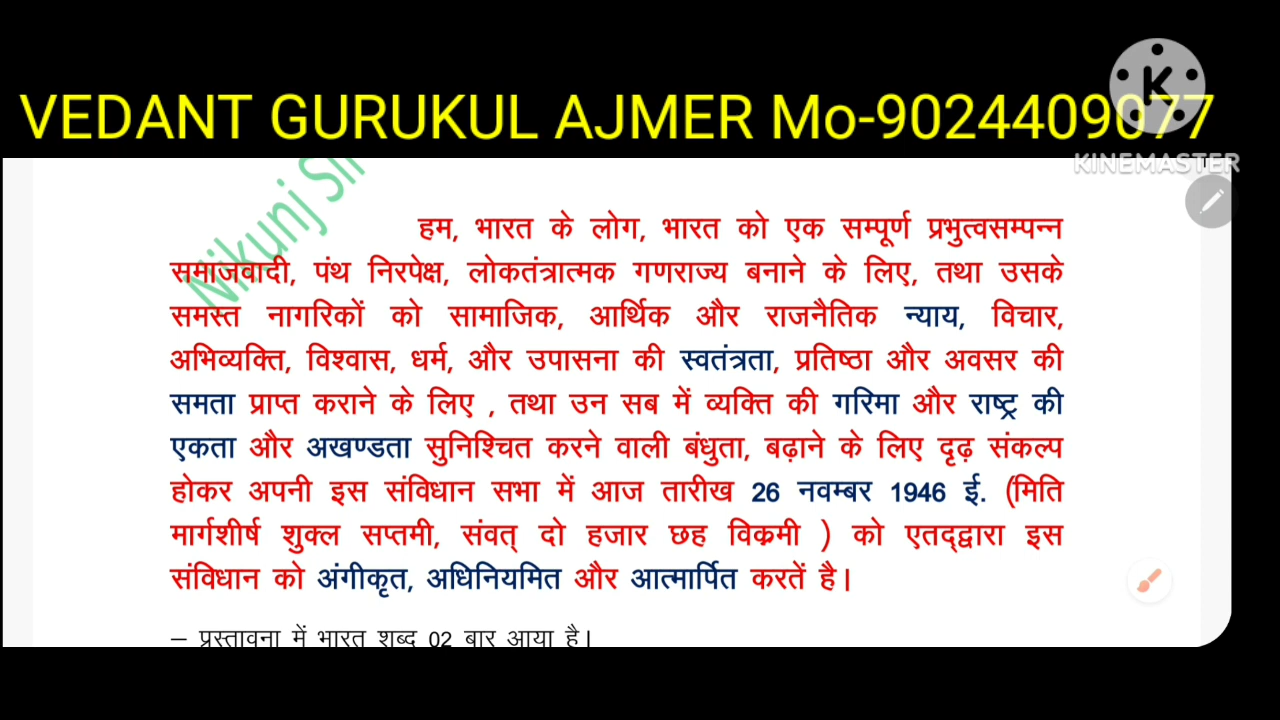 VEDANT GURUKUL AJMER Mo-9024409077
KINEMASTER
Nikunj Sir
हम, भारत के लोग, भारत को एक सम्पूर्ण प्रभुत्वसम्पन्न
समाजवादी, पंथ निरपेक्ष, लोकतंत्रात्मक गणराज्य बनाने के लिए, तथा उसके
समस्त नागरिकों को सामाजिक, आर्थिक और राजनैतिक न्याय, विचार,
अभिव्यक्ति, विश्वास, धर्म, और उपासना की स्वतंत्रता, प्रतिष्ठा और अवसर की
समता प्राप्त कराने के लिए , तथा उन सब में व्यक्ति की गरिमा और राष्ट्र की
एकता और अखण्डता सुनिश्चित करने वाली बंधुता, बढ़ाने के लिए दृढ़ संकल्प
होकर अपनी इस संविधान सभा में आज तारीख 26 नवम्बर 1946 ई. (मिति
मार्गशीर्ष शुक्ल सप्तमी, संवत् दो हजार छह विक्रमी ) को एतद्द्वारा इस
संविधान को अंगीकृत, अधिनियमित और आत्मार्पित करतें है।
– प्रस्तावना में भारत शब्द 02 बार आया है।